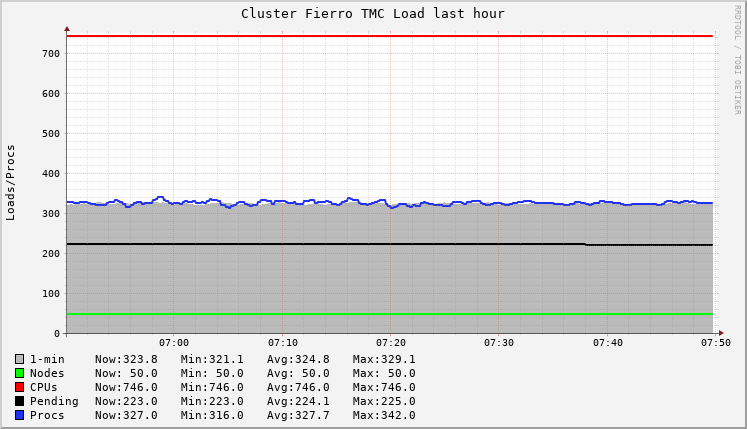 Cluster Fierro TMC Load last hour
RRDTOOL / TOBI OETIKER
Loads/Procs
700
600
500
400
300
200
100
0
07:00 07:10 07:20 07:30 07:40 07:50
1-min Now:323.8 Min:321.1 Avg:324.8 Max:329.1
Nodes Now: 50.0 Min: 50.0 Avg: 50.0 Max: 50.0
CPUs Now:746.0 Min:746.0 Avg:746.0 Max:746.0
Pending Now:223.0 Min:223.0 Avg:224.1 Max:225.0
Procs Now:327.0 Min:316.0 Avg:327.7 Max:342.0